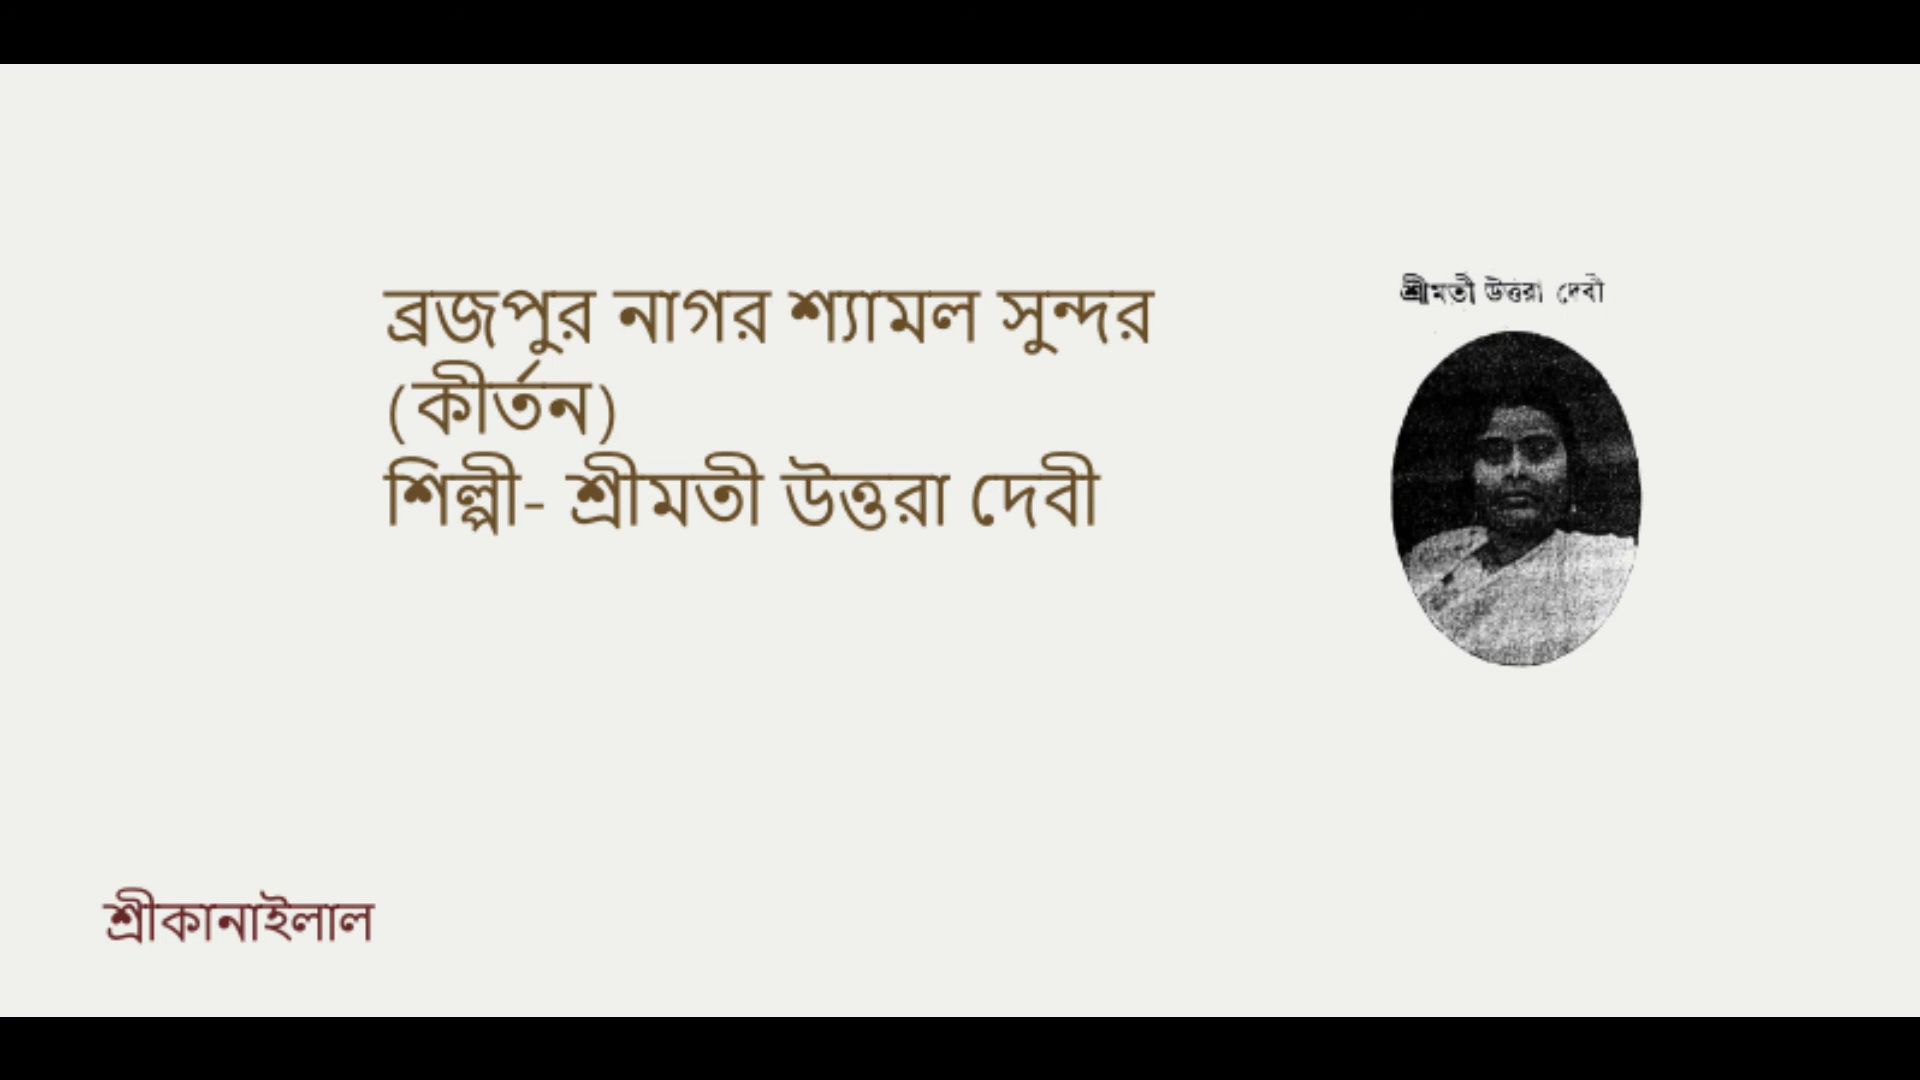 ব্রজপুর নাগর শ্যামল সুন্দর
(কীর্তন)
শিল্পী- শ্রীমতী উত্তরা দেবী
শ্রীমতী উত্তরা দেবী
শ্রীকানাইলাল